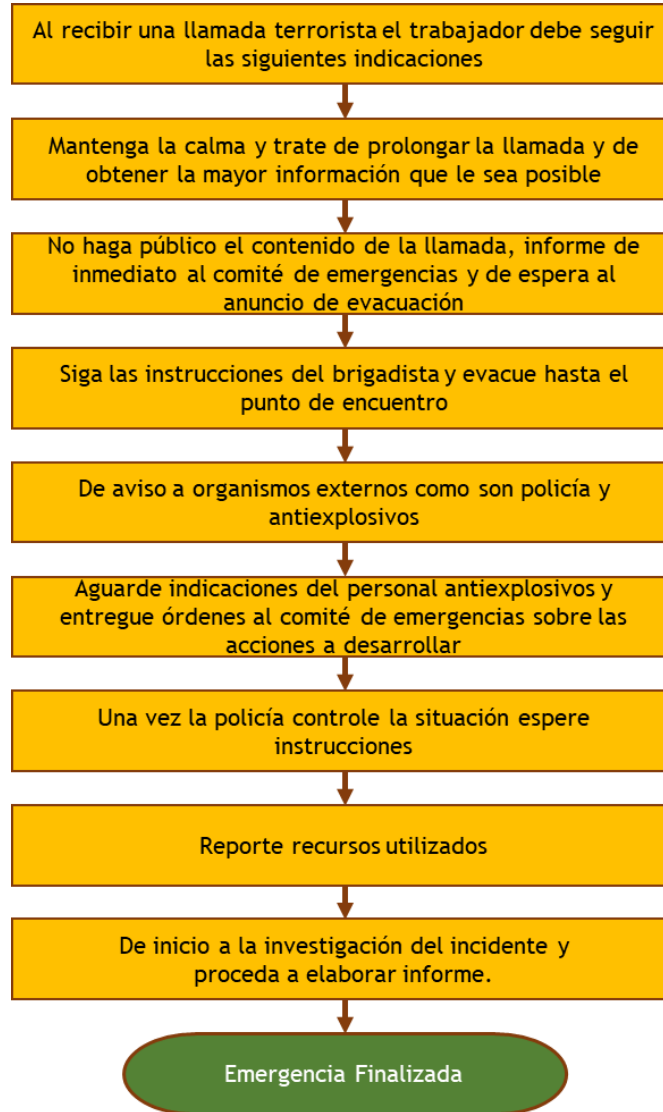 Al recibir una llamada terrorista el trabajador debe seguir
las siguientes indicaciones
Mantenga la calma y trate de prolongar la llamada y de
obtener la mayor información que le sea posible
No haga público el contenido de la llamada, informe de
inmediato al comité de emergencias y de espera al
anuncio de evacuación
Siga las instrucciones del brigadista y evacue hasta el
punto de encuentro
De aviso a organismos externos como son policía y
antiexplosivos
Aguarde indicaciones del personal antiexplosivos y
entregue órdenes al comité de emergencias sobre las
acciones a desarrollar
Una vez la policía controle la situación espere
instrucciones
Reporte recursos utilizados
De inicio a la investigación del incidente y
proceda a elaborar informe.
Emergencia Finalizada